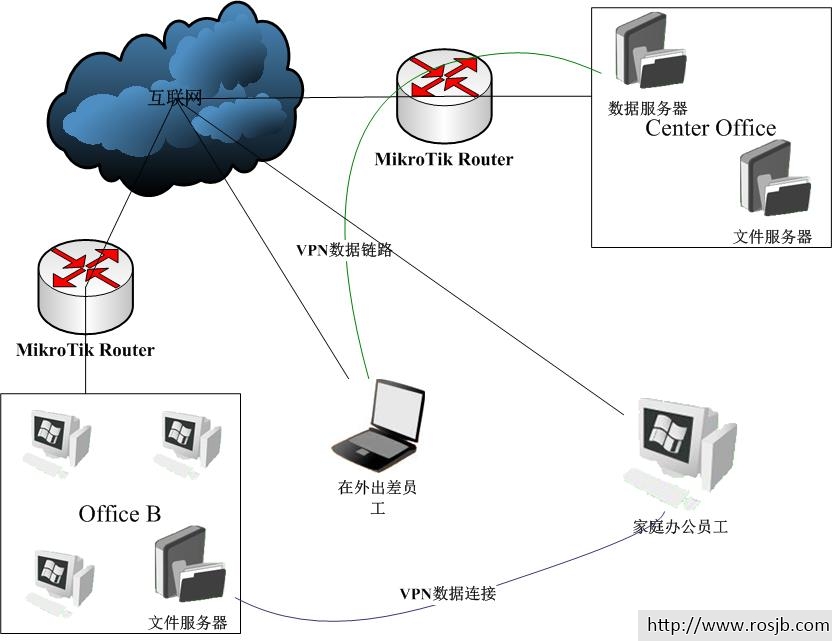 互联网
MikroTik Router
数据服务器
Center Office
文件服务器
VPN数据链路
MikroTik Router
在外出差员
工
家庭办公员工
Office B
文件服务器
VPN数据连接
http://www.rosjb.com